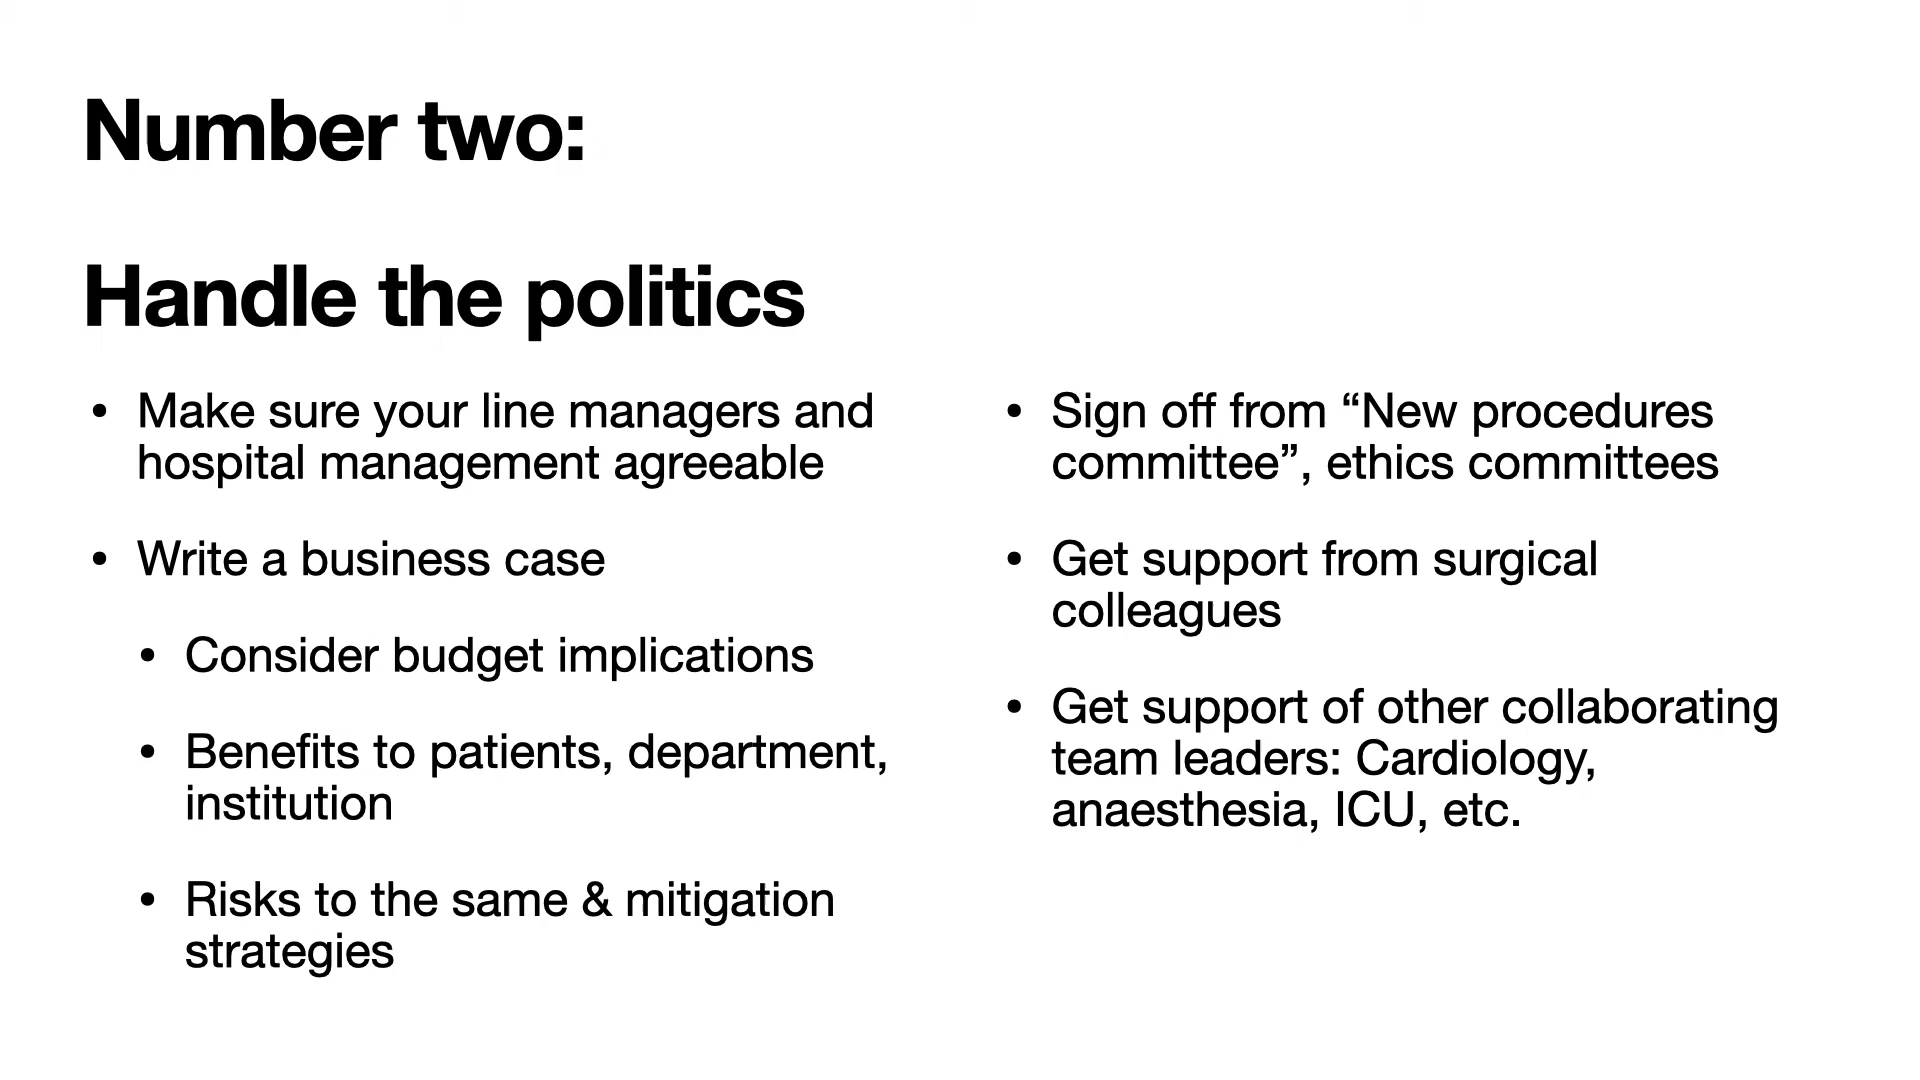 Number two:
Handle the politics
• Make sure your line managers and
hospital management agreeable
• Write a business case
• Consider budget implications
• Benefits to patients, department,
institution
• Risks to the same & mitigation
strategies
• Sign off from “New procedures
committee”, ethics committees
• Get support from surgical
colleagues
• Get support of other collaborating
team leaders: Cardiology,
anaesthesia, ICU, etc.